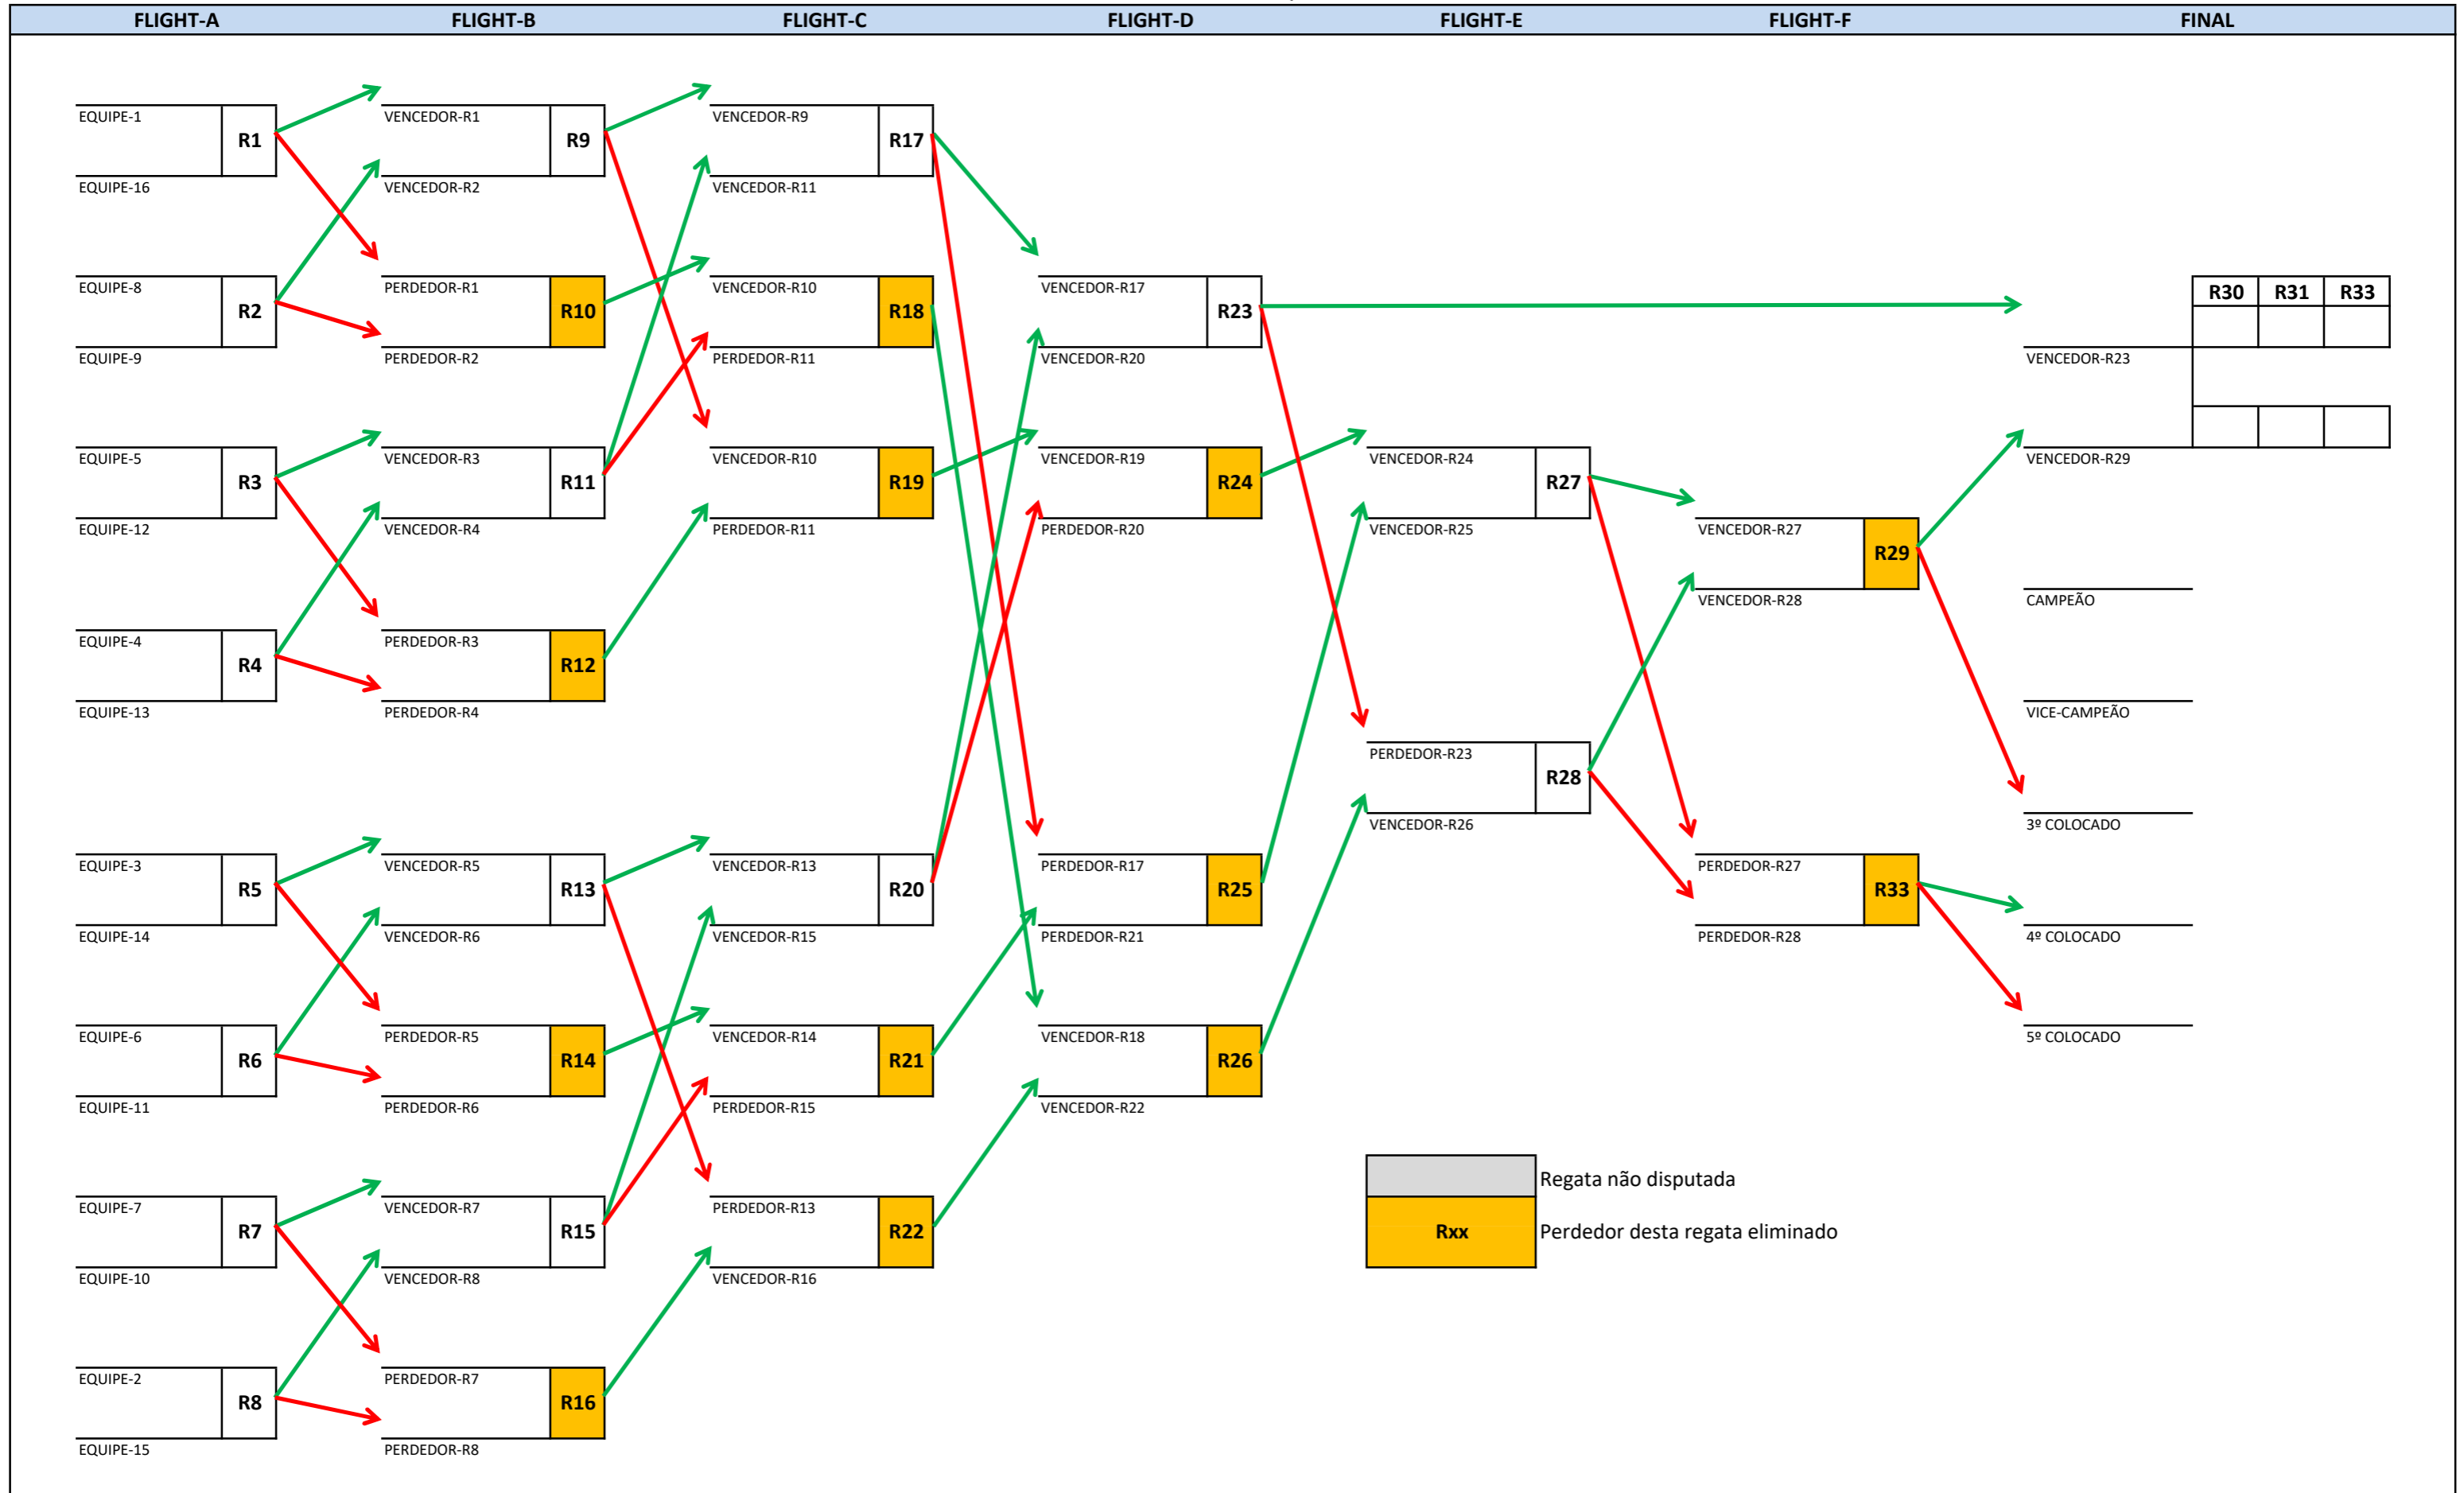 FLIGHT-A FLIGHT-B FLIGHT-C FLIGHT-D FLIGHT-E FLIGHT-F FINAL
EQUIPE-1
R1
EQUIPE-16
EQUIPE-8
R2
EQUIPE-9
EQUIPE-5
R3
EQUIPE-12
EQUIPE-4
R4
EQUIPE-13
EQUIPE-3
R5
EQUIPE-14
EQUIPE-6
R6
EQUIPE-11
EQUIPE-7
R7
EQUIPE-10
EQUIPE-2
R8
EQUIPE-15
VENCEDOR-R1
R9
VENCEDOR-R2
PERDEDOR-R1
R10
PERDEDOR-R2
VENCEDOR-R3
R11
VENCEDOR-R4
PERDEDOR-R3
R12
PERDEDOR-R4
VENCEDOR-R5
R13
VENCEDOR-R6
PERDEDOR-R5
R14
PERDEDOR-R6
VENCEDOR-R7
R15
VENCEDOR-R8
PERDEDOR-R7
R16
PERDEDOR-R8
VENCEDOR-R9
R17
VENCEDOR-R11
VENCEDOR-R10
R18
PERDEDOR-R11
VENCEDOR-R10
R19
PERDEDOR-R11
VENCEDOR-R13
R20
VENCEDOR-R15
VENCEDOR-R14
R21
PERDEDOR-R15
PERDEDOR-R13
R22
VENCEDOR-R16
VENCEDOR-R17
R23
VENCEDOR-R20
VENCEDOR-R19
R24
PERDEDOR-R20
PERDEDOR-R17
R25
PERDEDOR-R21
VENCEDOR-R18
R26
VENCEDOR-R22
VENCEDOR-R24
R27
VENCEDOR-R25
PERDEDOR-R23
R28
VENCEDOR-R26
VENCEDOR-R27
R29
VENCEDOR-R28
PERDEDOR-R27
R33
PERDEDOR-R28
R30 R31 R33
VENCEDOR-R23
VENCEDOR-R29
CAMPEÃO
VICE-CAMPEÃO
3º COLOCADO
4º COLOCADO
5º COLOCADO
Regata não disputada
Rxx Perdedor desta regata eliminado